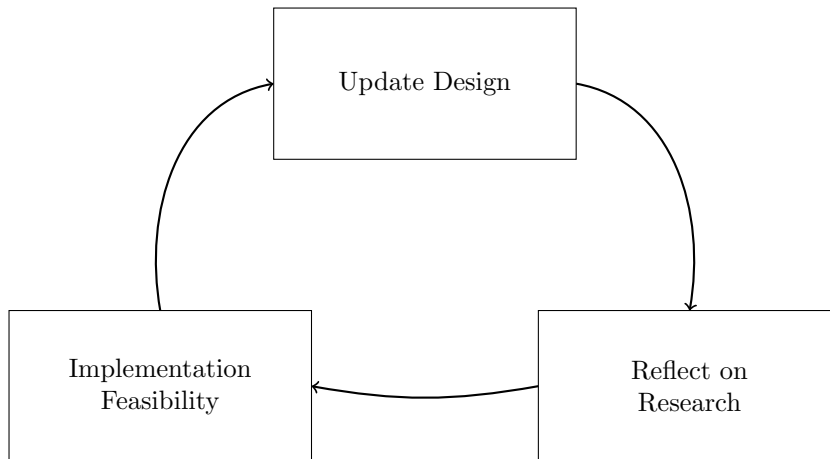 Update Design
Implementation
Feasibility
Reflect on
Research